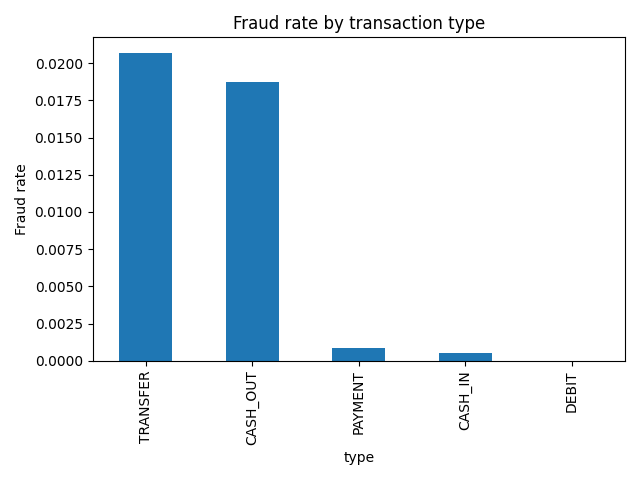 Fraud rate by transaction type
Fraud rate
0.0200
0.0175
0.0150
0.0125
0.0100
0.0075
0.0050
0.0025
0.0000
TRANSFER
CASH_OUT
PAYMENT
CASH_IN
DEBIT
type